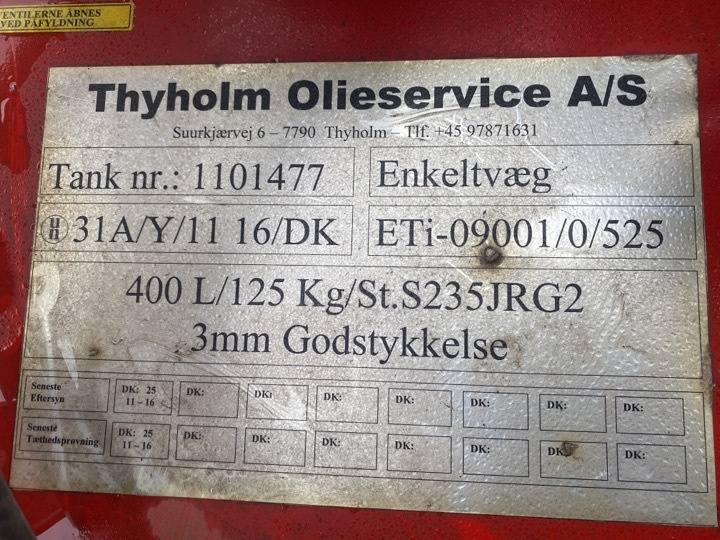 VENTILERNE ÅBNES
VED PÅFYLDNING
Thyholm Olieservice A/S
Suurkjærvej 6 – 7790 Thyholm – Tlf. +45 97871631
Tank nr.: 1101477
Enkeltvæg
31A/Y/11 16/DK
ETi-09001/0/525
400 L/125 Kg/St.S235JRG2
3mm Godstykkelse
Seneste
Eftersyn
DK: 25
11–16
DK:
DK:
DK:
DK:
DK:
DK:
DK:
Seneste
Tæthedsprøvning
DK: 25
11–16
DK:
DK:
DK:
DK:
DK:
DK:
DK: